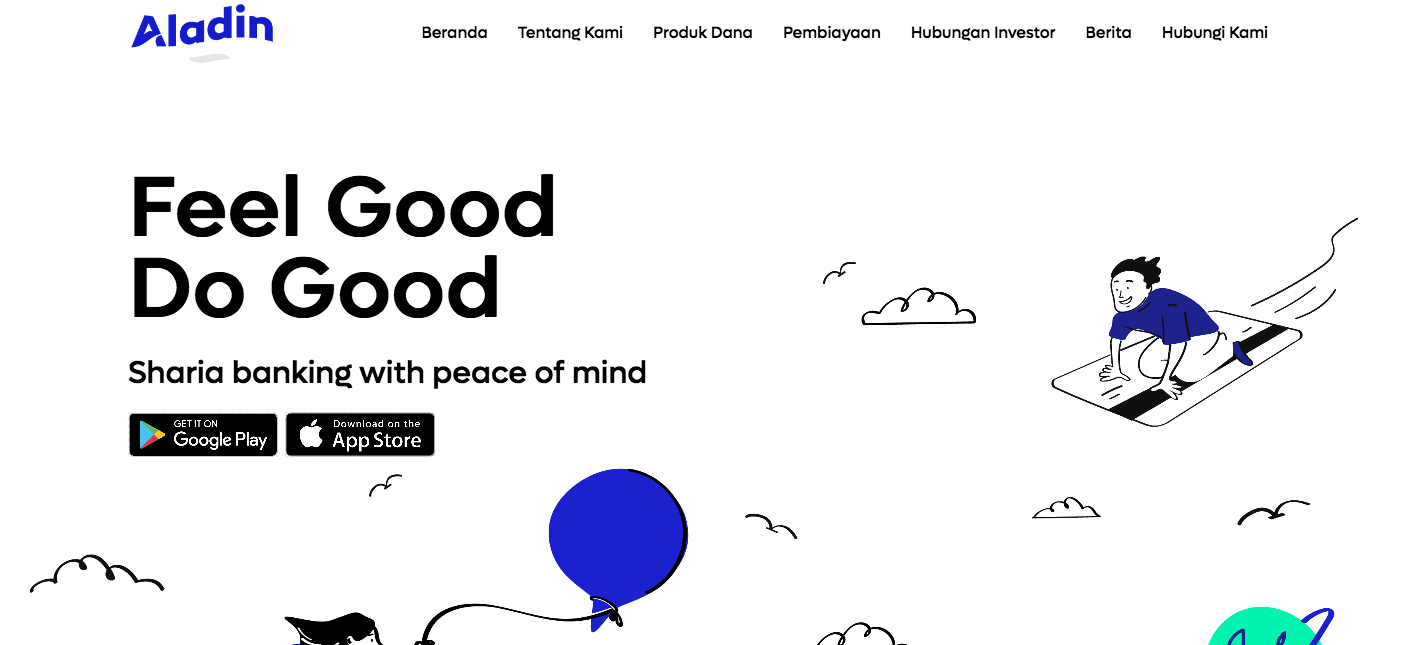 Aladin
Beranda Tentang Kami Produk Dana Pembiayaan Hubungan Investor Berita Hubungi Kami
Feel Good
Do Good
Sharia banking with peace of mind
GET IT ON
Google Play
Download on the
App Store